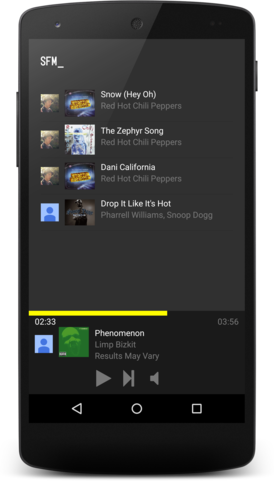 SFM_
Snow (Hey Oh)
Red Hot Chili Peppers
The Zephyr Song
Red Hot Chili Peppers
Dani California
Red Hot Chili Peppers
Drop It Like It's Hot
Pharrell Williams, Snoop Dogg
02:33
03:56
Phenomenon
Limp Bizkit
Results May Vary